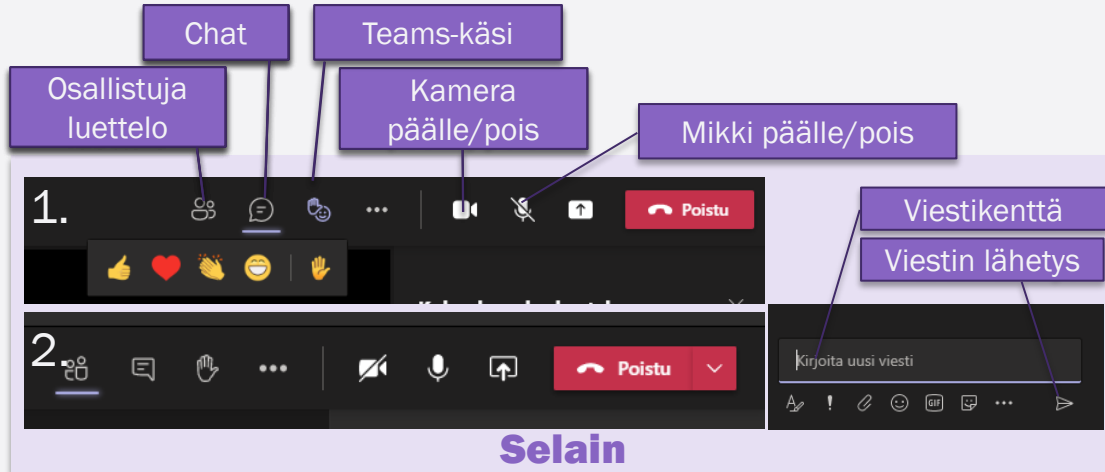 Chat
Teams-käsi
Osallistuja
luettelo
Kamera
päälle/pois
Mikki päälle/pois
1.
Poistu
Viestikenttä
Viestin lähetys
2.
Poistu
Kirjoita uusi viesti
GIF
Selain